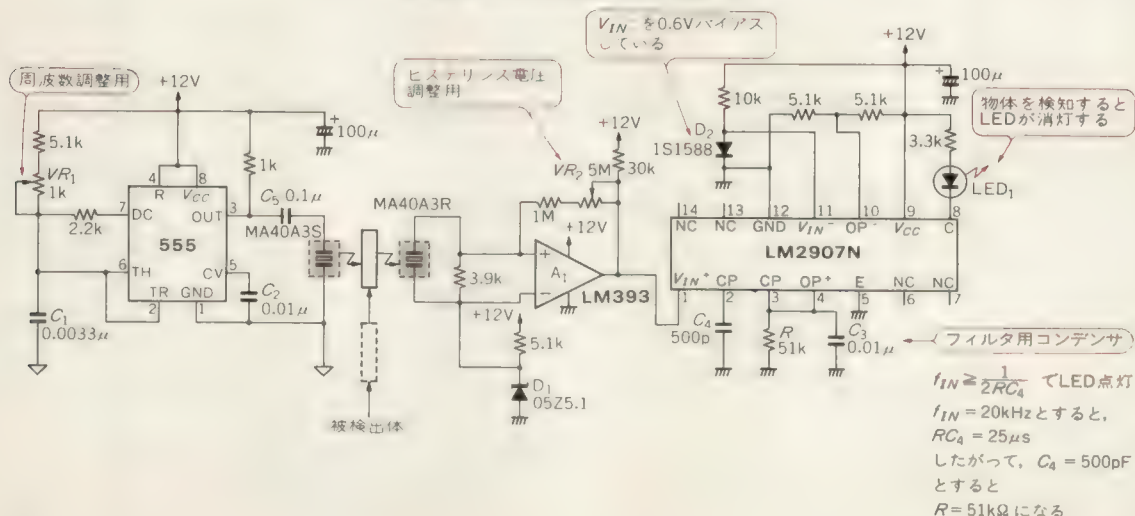 周波数調整用
+12V
5.1k
VR₁
1k
2.2k
4
8
R
Vcc
7
DC
OUT
3
555
6
TH
CV
5
TR
GND
2
1
C₁
0.0033μ
C₂
0.01μ
1k
+
100μ
C₅ 0.1μ
MA40A3S
被検出体
MA40A3R
3.9k
ヒステリシス電圧
調整用
+12V
VR₂ 5M
30k
1M
+12V
+
A₁
−
LM393
+12V
5.1k
D₁
05Z5.1
VIN⁻を0.6Vバイアス
している
+12V
10k
D₂
1S1588
5.1k
5.1k
+
100μ
3.3k
物体を検知すると
LEDが消灯する
LED₁
14
13
12
11
10
9
8
NC
NC
GND
VIN⁻
OP⁻
Vcc
C
LM2907N
VIN⁺
CP
CP
OP⁺
E
NC
NC
1
2
3
4
5
6
7
C₄
500p
R
51k
C₃
0.01μ
フィルタ用コンデンサ
fIN≧1/2RC₄ でLED点灯
fIN=20kHzとすると,
RC₄=25μs
したがって, C₄=500pF
とすると
R=51kΩになる